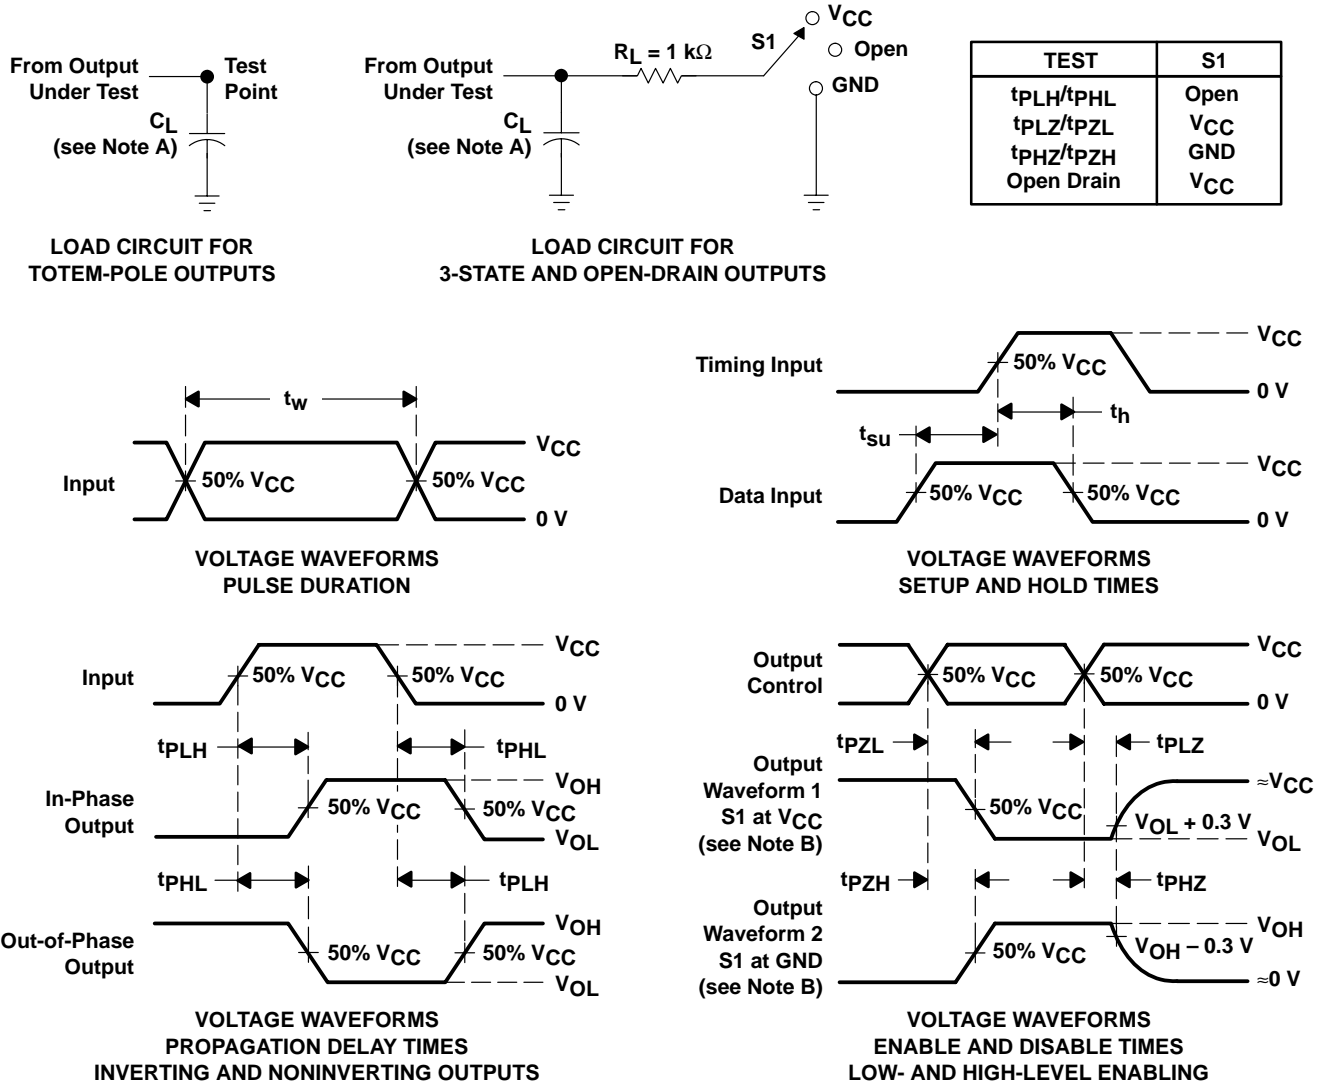 From Output
Under Test
Test
Point
CL
(see Note A)
LOAD CIRCUIT FOR
TOTEM-POLE OUTPUTS
From Output
Under Test
RL = 1 kΩ
S1
VCC
Open
GND
CL
(see Note A)
LOAD CIRCUIT FOR
3-STATE AND OPEN-DRAIN OUTPUTS
TEST S1
tPLH/tPHL Open
tPLZ/tPZL VCC
tPHZ/tPZH GND
Open Drain VCC
tw
Input
50% VCC
50% VCC
VCC
0 V
VOLTAGE WAVEFORMS
PULSE DURATION
Timing Input
50% VCC
VCC
0 V
th
tsu
Data Input
50% VCC
50% VCC
VCC
0 V
VOLTAGE WAVEFORMS
SETUP AND HOLD TIMES
Input
50% VCC
50% VCC
VCC
0 V
tPLH
tPHL
In-Phase
Output
50% VCC
50% VCC
VOH
VOL
tPHL
tPLH
Out-of-Phase
Output
50% VCC
50% VCC
VOH
VOL
VOLTAGE WAVEFORMS
PROPAGATION DELAY TIMES
INVERTING AND NONINVERTING OUTPUTS
Output
Control
50% VCC
50% VCC
VCC
0 V
tPZL
tPLZ
Output
Waveform 1
S1 at VCC
(see Note B)
50% VCC
VOL + 0.3 V
≈VCC
VOL
tPZH
tPHZ
Output
Waveform 2
S1 at GND
(see Note B)
50% VCC
VOH − 0.3 V
VOH
≈0 V
VOLTAGE WAVEFORMS
ENABLE AND DISABLE TIMES
LOW- AND HIGH-LEVEL ENABLING